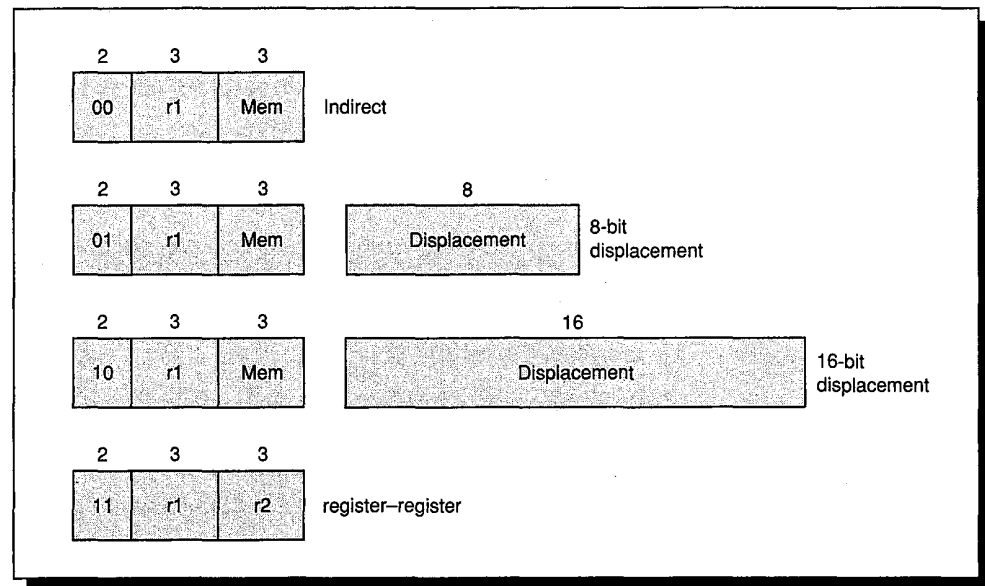 2 3 3
00 r1 Mem Indirect
2 3 3 8
01 r1 Mem Displacement 8-bit
displacement
2 3 3 16
10 r1 Mem Displacement 16-bit
displacement
2 3 3
11 r1 r2 register–register